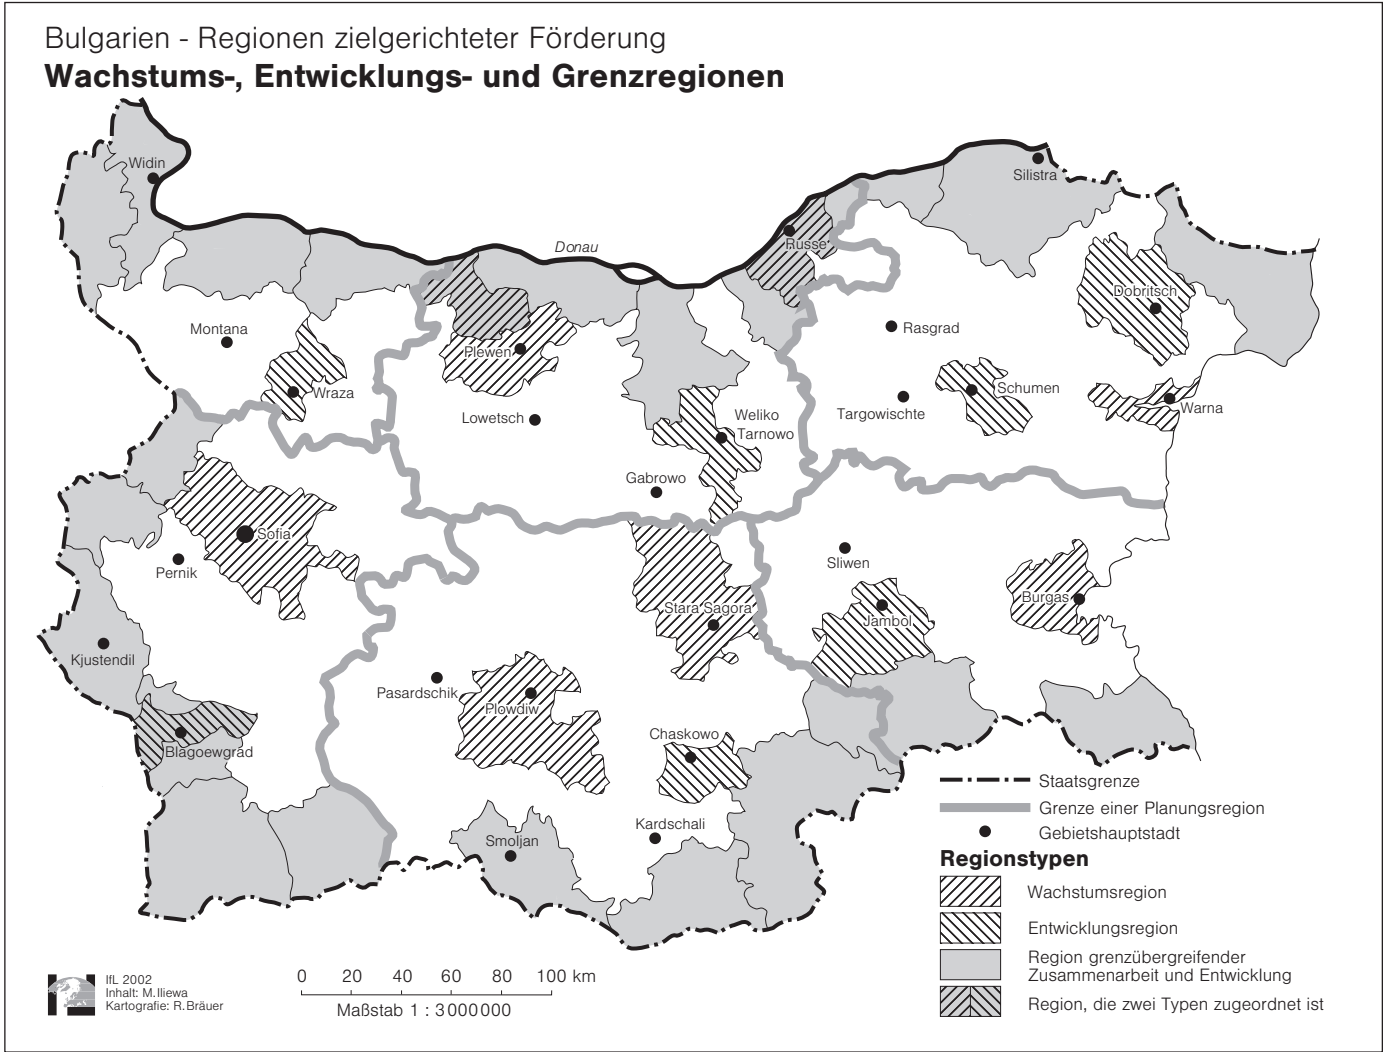 Bulgarien - Regionen zielgerichteter Förderung
Wachstums-, Entwicklungs- und Grenzregionen
Widin
Silistra
Donau
Russe
Dobritsch
Montana
Rasgrad
Plewen
Wraza
Schumen
Lowetsch
Weliko
Tarnowo
Targowischte
Warna
Gabrowo
Sofia
Pernik
Sliwen
Stara Sagora
Jambol
Burgas
Kjustendil
Pasardschik
Plowdiw
Blagoewgrad
Chaskowo
Kardschali
Smoljan
Staatsgrenze
Grenze einer Planungsregion
Gebietshauptstadt
Regionstypen
Wachstumsregion
Entwicklungsregion
Region grenzübergreifender
Zusammenarbeit und Entwicklung
Region, die zwei Typen zugeordnet ist
IfL 2002
Inhalt: M.Iliewa
Kartografie: R.Bräuer
0 20 40 60 80 100 km
Maßstab 1 : 3000000